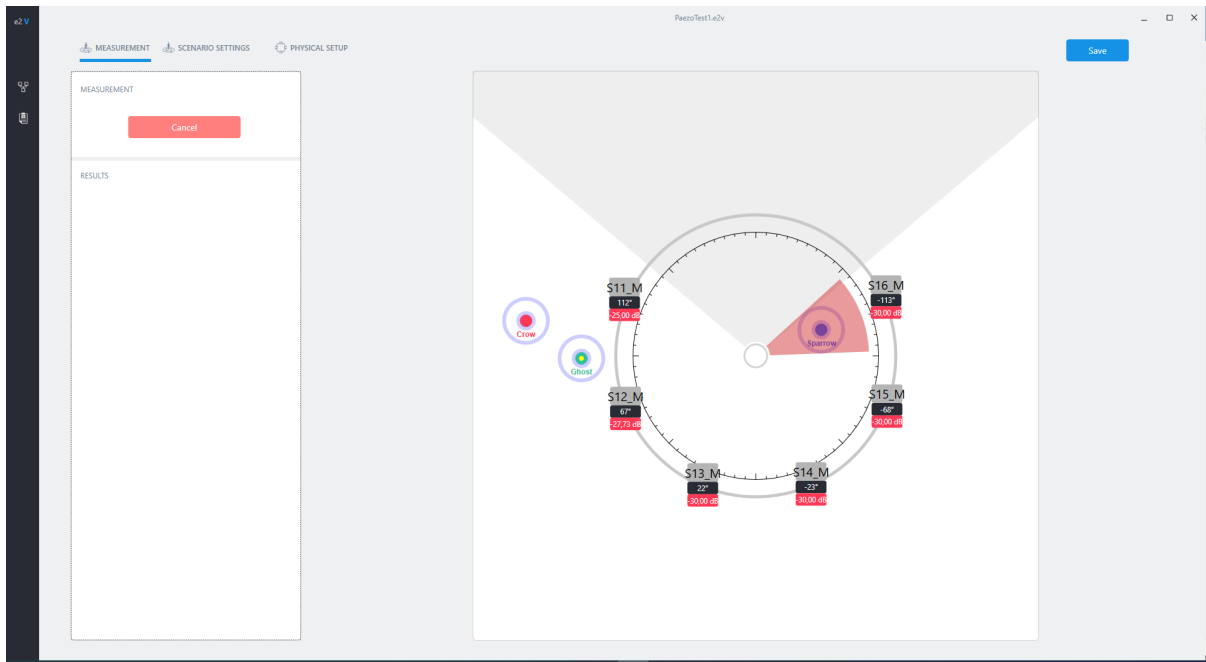 e2 V
PaezoTest1.e2v
MEASUREMENT
SCENARIO SETTINGS
PHYSICAL SETUP
Save
MEASUREMENT
Cancel
RESULTS
S11_M
112°
-25,00 dB
S16_M
-113°
-30,00 dB
Crow
Sparrow
Ghost
S12_M
67°
-27,73 dB
S15_M
-68°
-30,00 dB
S13_M
22°
-30,00 dB
S14_M
-23°
-30,00 dB